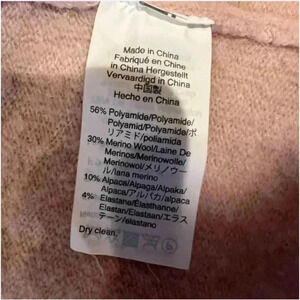 Made in China
Fabriqué en Chine
in China Hergestellt
Vervaardigd in China
中国製
Hecho en China
56% Polyamide/Polyamide/
Polyamid/Polyamide/ポ
リアミド/poliamida
30% Merino Wool/Laine De
Merinos/Merinowolle/
Merinowol/メリノウー
ル/lana merino
10% Alpaca/Alpaga/Alpaka/
Alpaca/アルパカ/alpaca
4% Elastane/Élasthanne/
Elastan/Elastaan/エラス
テーン/elastano
Dry clean.